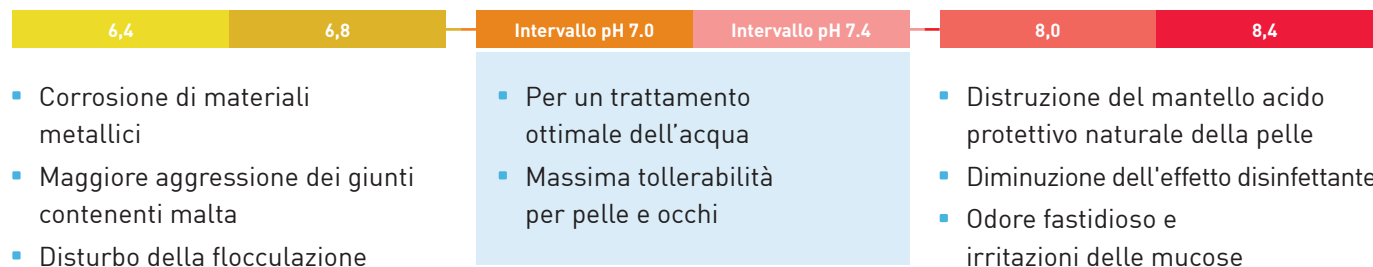 6,4 6,8 Intervallo pH 7.0 Intervallo pH 7.4 8,0 8,4
Corrosione di materiali
metallici
Maggiore aggressione dei giunti
contenenti malta
Disturbo della flocculazione
Per un trattamento
ottimale dell’acqua
Massima tollerabilità
per pelle e occhi
Distruzione del mantello acido
protettivo naturale della pelle
Diminuzione dell'effetto disinfettante
Odore fastidioso e
irritazioni delle mucose